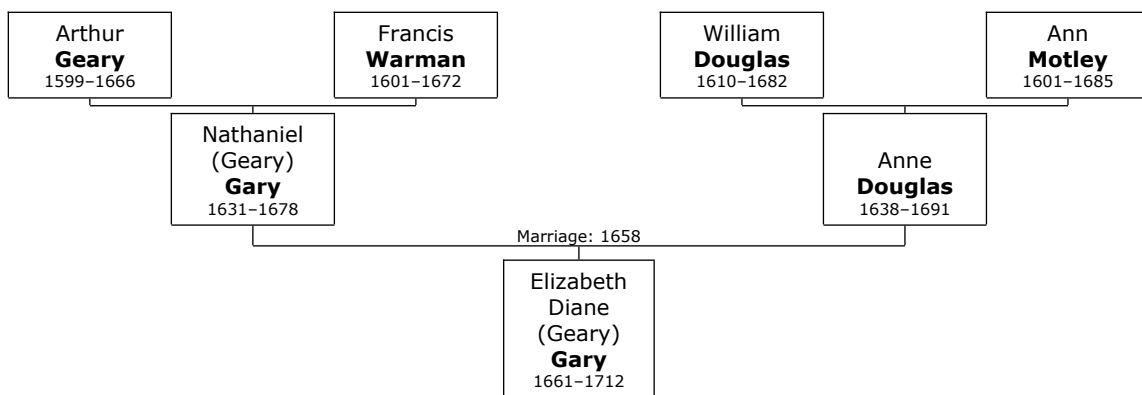 Arthur
Geary
1599–1666
Francis
Warman
1601–1672
William
Douglas
1610–1682
Ann
Motley
1601–1685
Nathaniel
(Geary)
Gary
1631–1678
Anne
Douglas
1638–1691
Marriage: 1658
Elizabeth
Diane
(Geary)
Gary
1661–1712